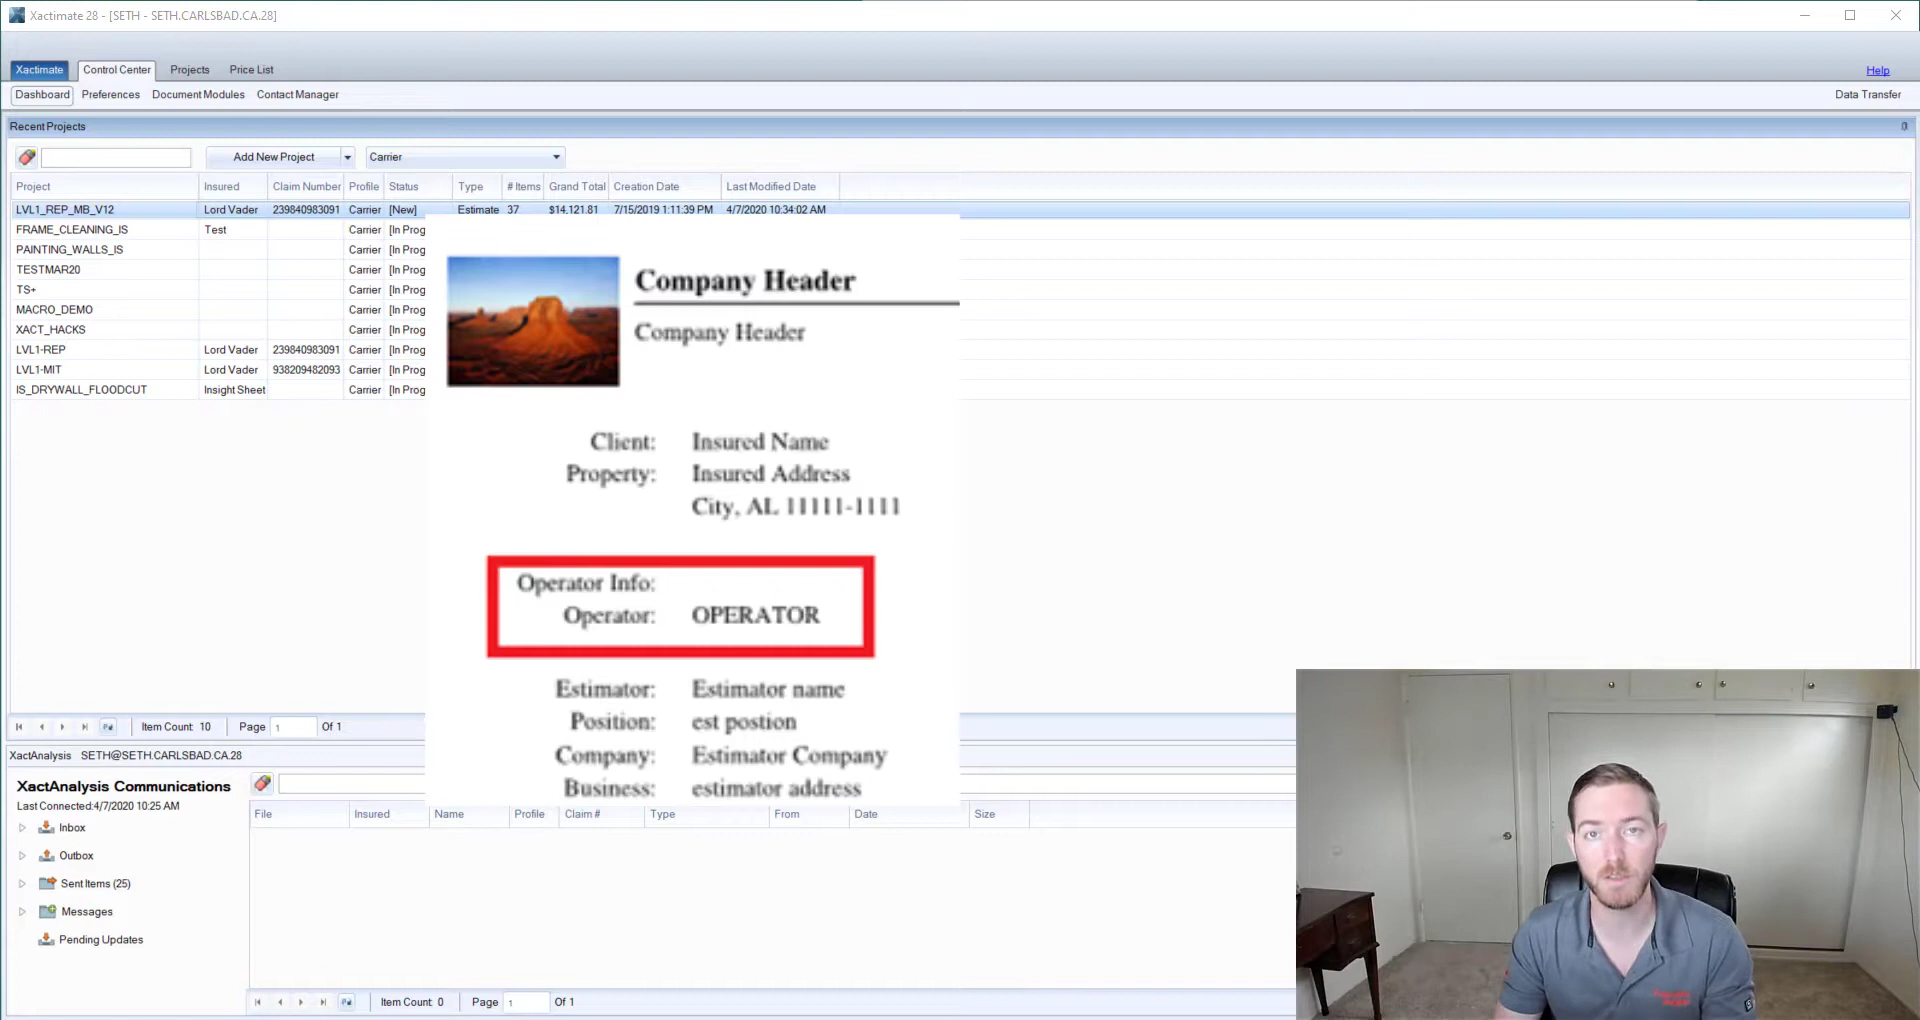 Xactimate 28 - [SETH - SETH.CARLSBAD.CA.28]
Xactimate Control Center Projects Price List Help
Dashboard Preferences Document Modules Contact Manager Data Transfer
Recent Projects
Add New Project Carrier
Project Insured Claim Number Profile Status Type # Items Grand Total Creation Date Last Modified Date
LVL1_REP_MB_V12 Lord Vader 239840983091 Carrier [New] Estimate 37 $14,121.81 7/15/2019 1:11:39 PM 4/7/2020 10:34:02 AM
FRAME_CLEANING_IS Test Carrier [In Prog
PAINTING_WALLS_IS Carrier [In Prog
TESTMAR20 Carrier [In Prog
TS+ Carrier [In Prog
MACRO_DEMO Carrier [In Prog
XACT_HACKS Carrier [In Prog
LVL1-REP Lord Vader 239840983091 Carrier [In Prog
LVL1-MIT Lord Vader 938209482093 Carrier [In Prog
IS_DRYWALL_FLOODCUT Insight Sheet Carrier [In Prog
Company Header
Company Header
Client: Insured Name
Property: Insured Address
City, AL 11111-1111
Operator Info:
Operator: OPERATOR
Estimator: Estimator name
Position: est postion
Company: Estimator Company
Business: estimator address
Item Count 10 Page 1 Of 1
XactAnalysis SETH@SETH.CARLSBAD.CA.28
XactAnalysis Communications
Last Connected:4/7/2020 10:25 AM
Inbox
Outbox
Sent Items (25)
Messages
Pending Updates
File Insured Name Profile Claim # Type From Date Size
Item Count 0 Page 1 Of 1